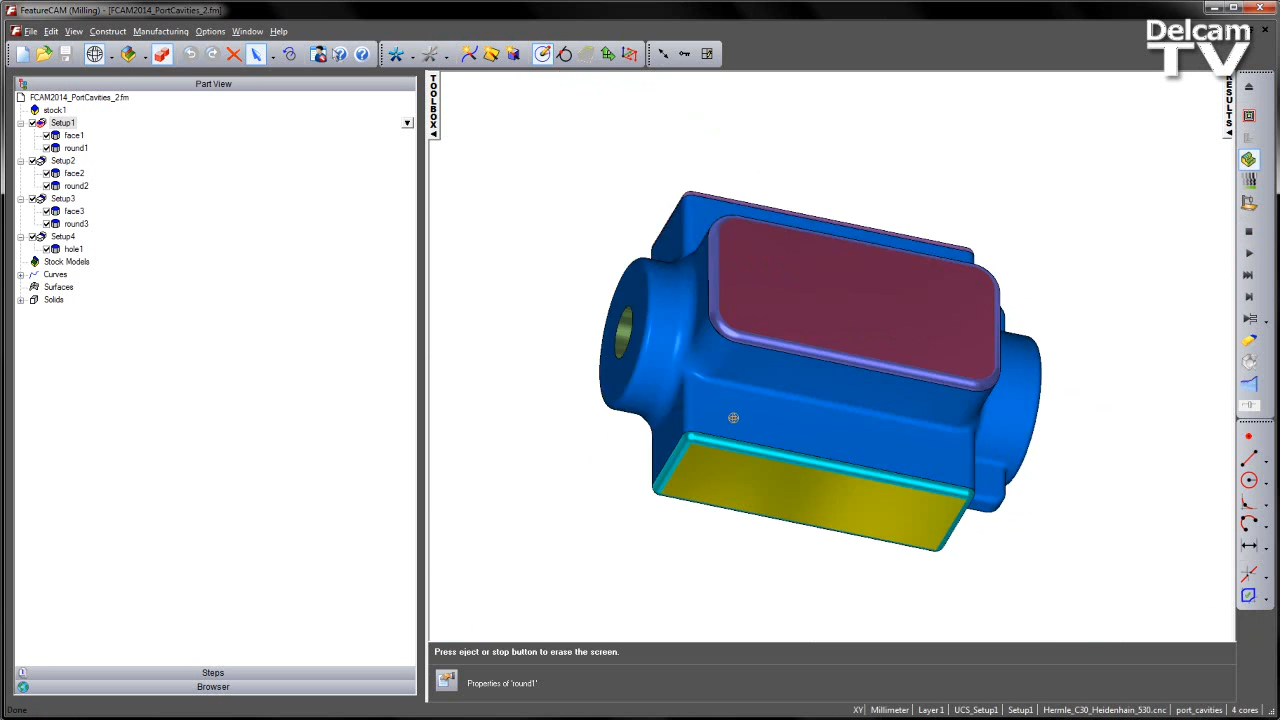 FeatureCAM (Milling) - [FCAM2014_PortCavities_2.fm]
File Edit View Construct Manufacturing Options Window Help
Delcam
TV
Part View
FCAM2014_PortCavities_2.fm
stock1
Setup1
face1
round1
Setup2
face2
round2
Setup3
face3
round3
Setup4
hole1
Stock Models
Curves
Surfaces
Solids
TOOLBOX
RESULTS
Steps
Browser
Press eject or stop button to erase the screen.
Properties of 'round1'
Done
XY Millimeter Layer 1 UCS_Setup1 Setup1 Hermle_C30_Heidenhain_530.cnc port_cavities 4 cores